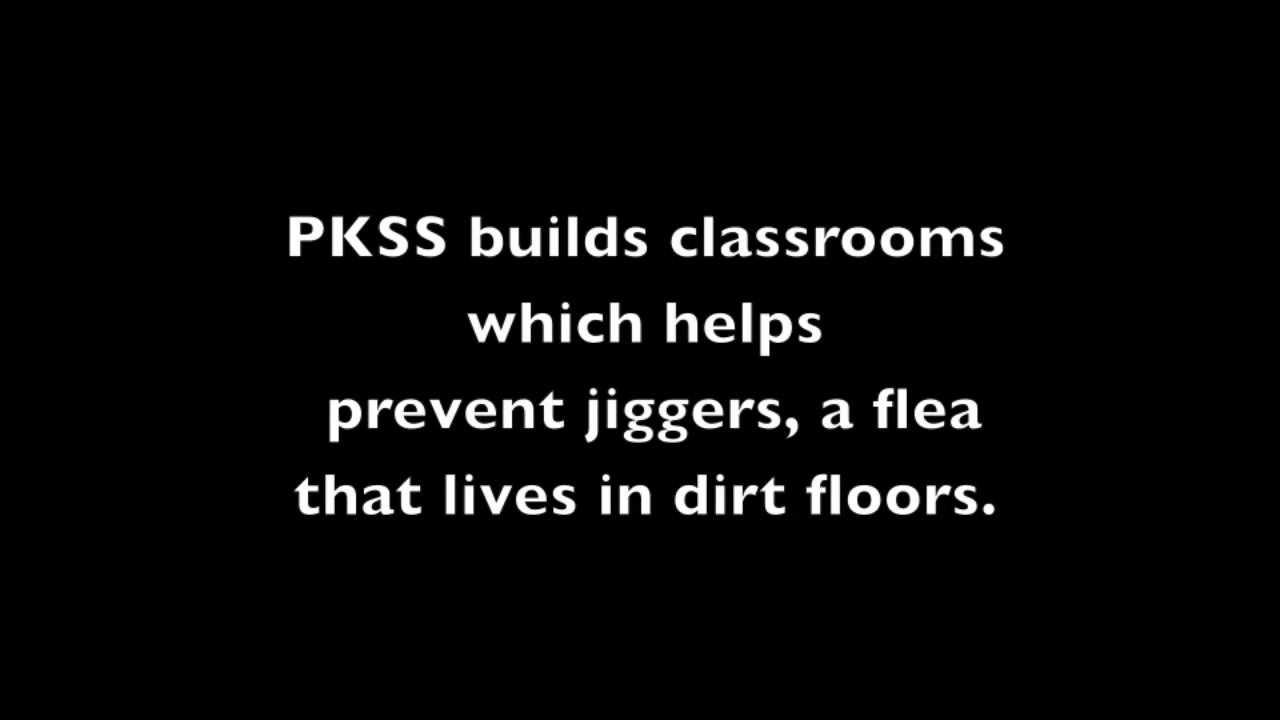 PKSS builds classrooms
which helps
prevent jiggers, a flea
that lives in dirt floors.